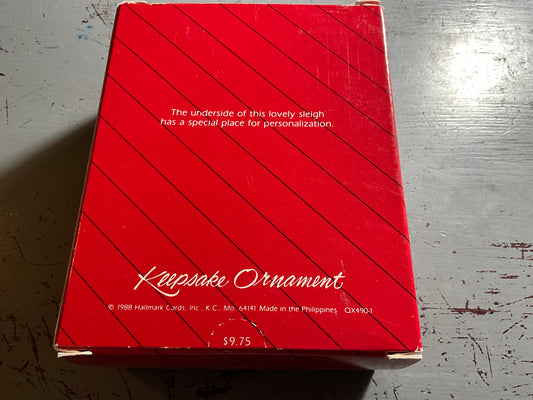 The underside of this lovely sleigh
has a special place for personalization.
Keepsake Ornament
© 1988 Hallmark Cards, Inc., K.C., Mo. 64141 Made in the Philippines QX490-1
$9.75